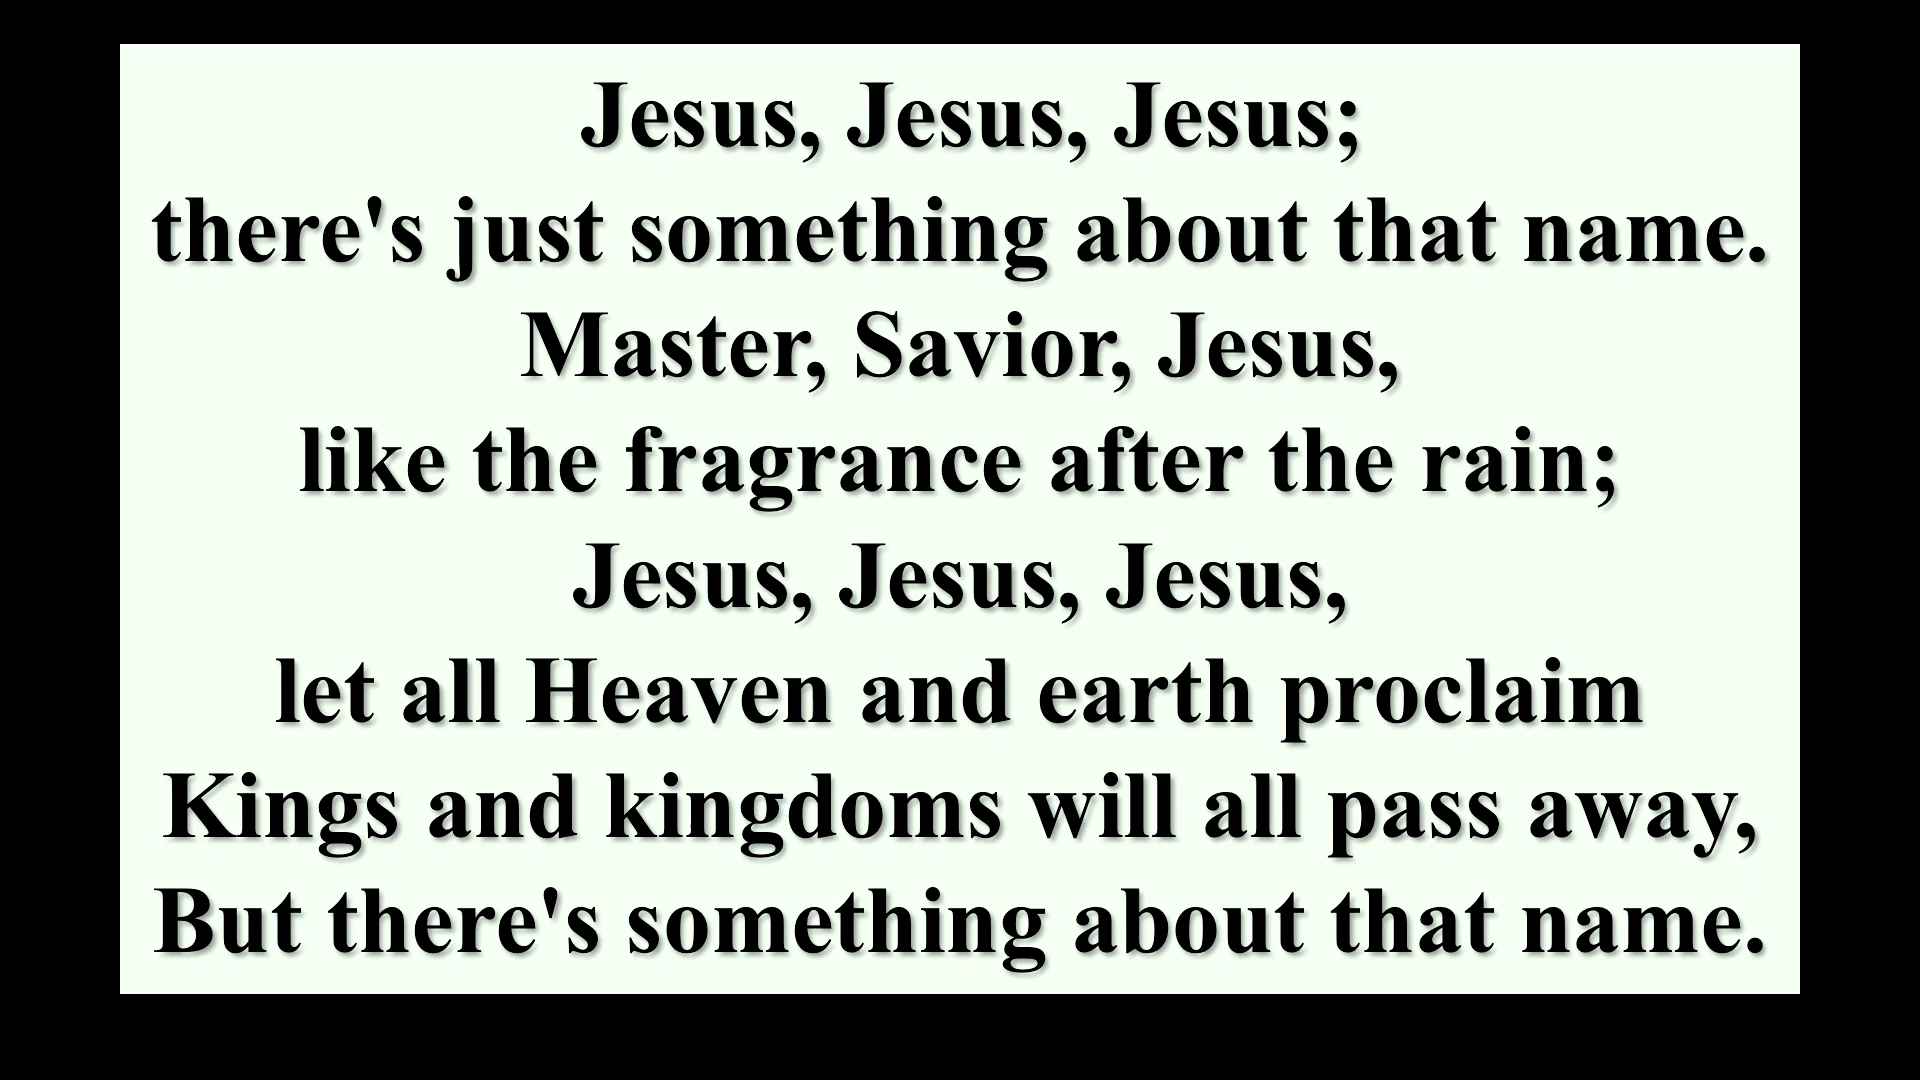 Jesus, Jesus, Jesus;
there's just something about that name.
Master, Savior, Jesus,
like the fragrance after the rain;
Jesus, Jesus, Jesus,
let all Heaven and earth proclaim
Kings and kingdoms will all pass away,
But there's something about that name.